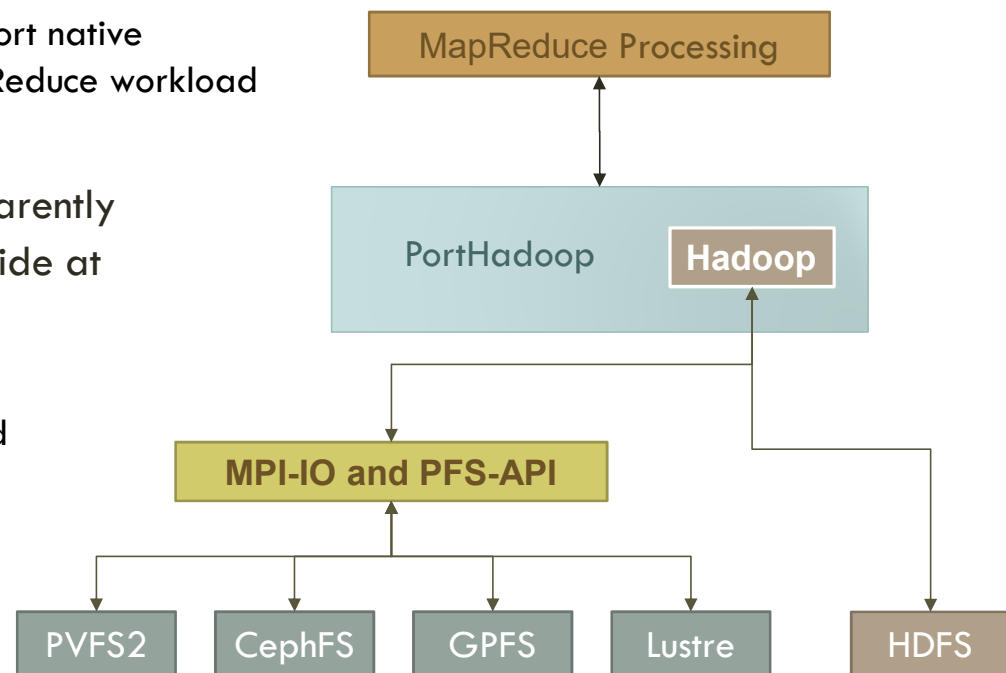 ort native
Reduce workload
arently
ide at
d
MapReduce Processing
PortHadoop
Hadoop
MPI-IO and PFS-API
PVFS2
CephFS
GPFS
Lustre
HDFS